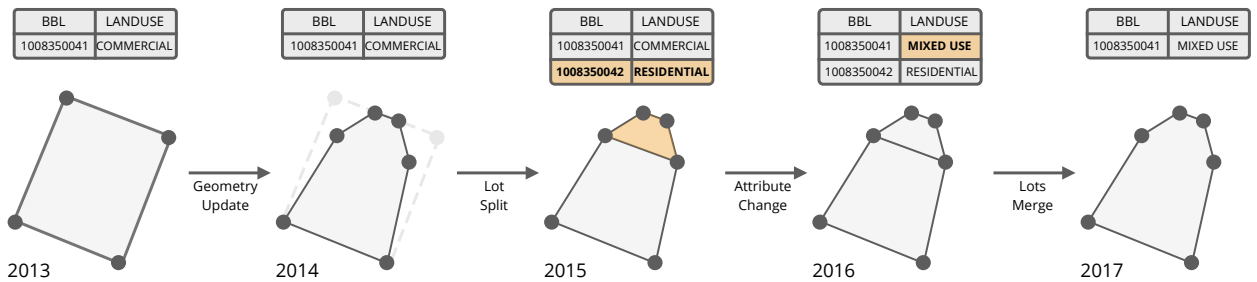 BBL LANDUSE
1008350041 COMMERCIAL
BBL LANDUSE
1008350041 COMMERCIAL
BBL LANDUSE
1008350041 COMMERCIAL
1008350042 RESIDENTIAL
BBL LANDUSE
1008350041 MIXED USE
1008350042 RESIDENTIAL
BBL LANDUSE
1008350041 MIXED USE
Geometry
Update
Lot
Split
Attribute
Change
Lots
Merge
2013
2014
2015
2016
2017